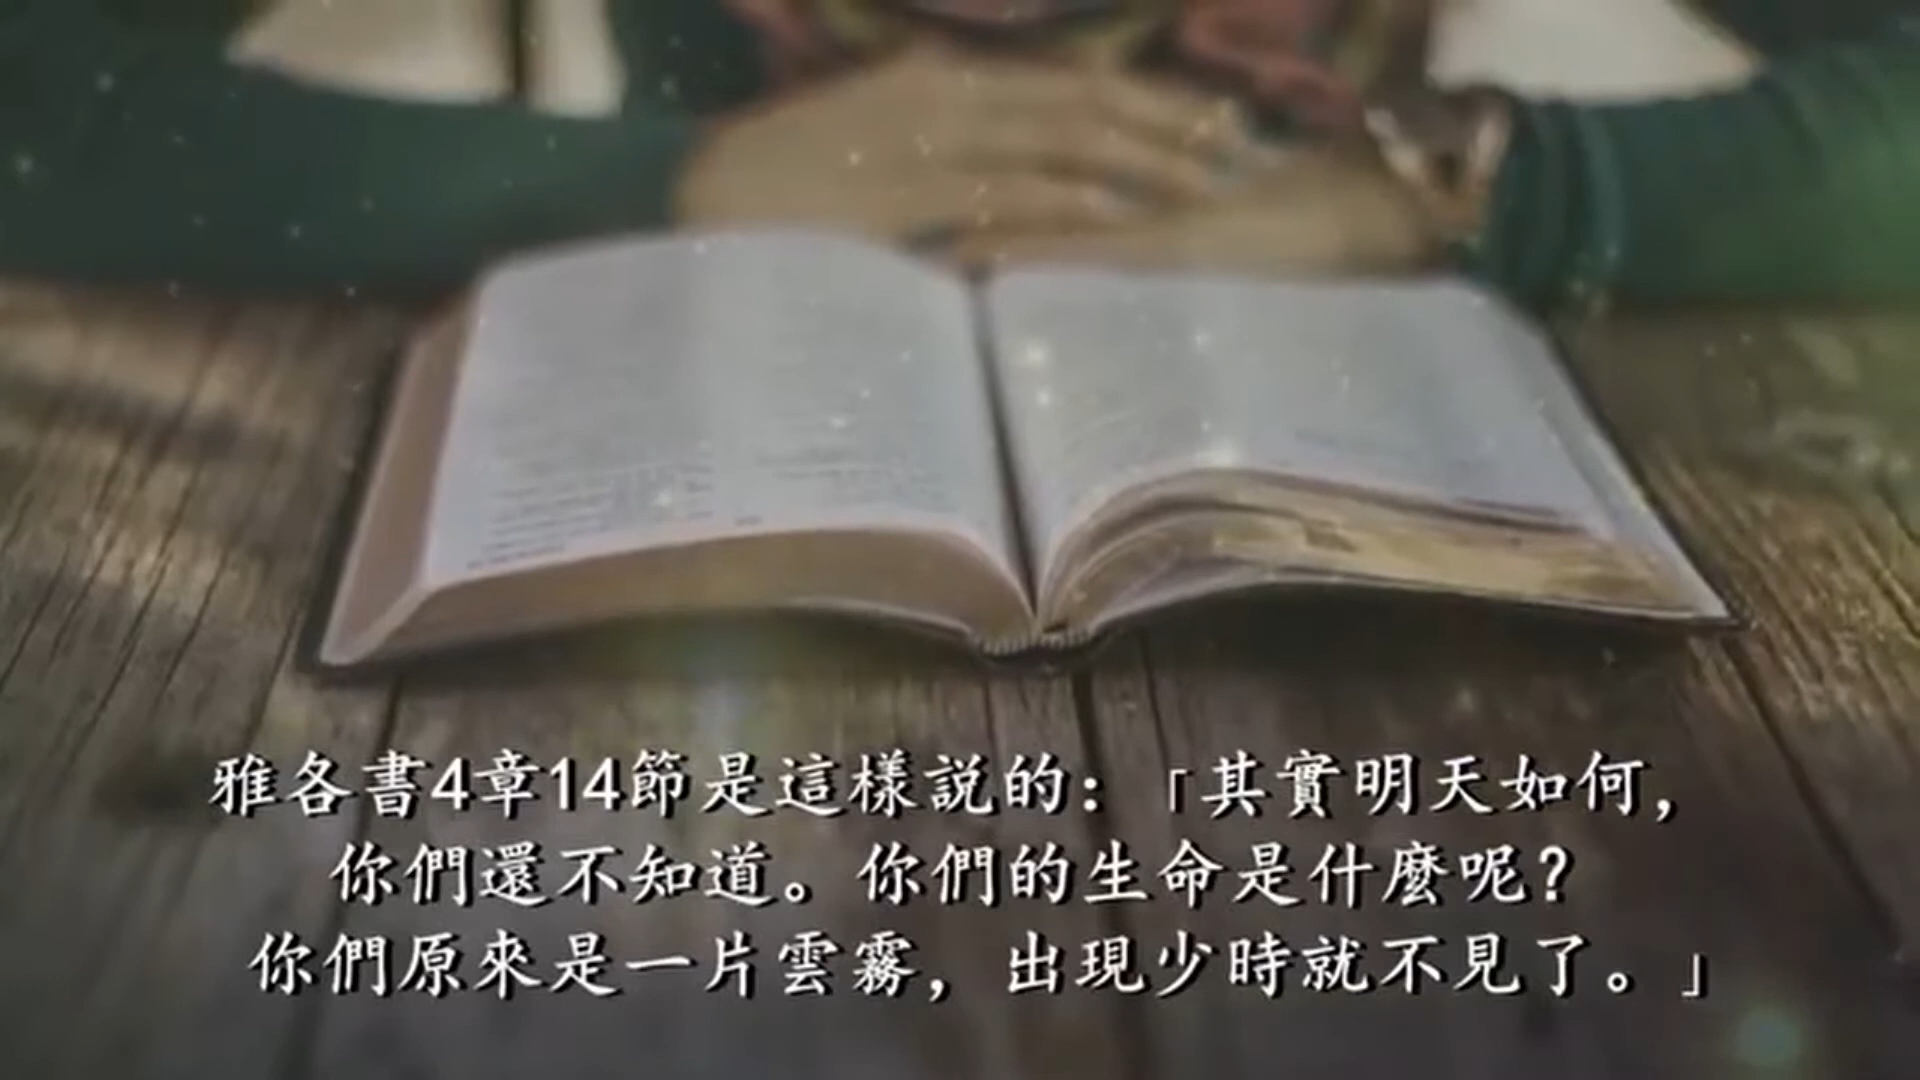 雅各書4章14節是這樣説的：「其實明天如何，
你們還不知道。你們的生命是什麼呢？
你們原來是一片雲霧，出現少時就不見了。」